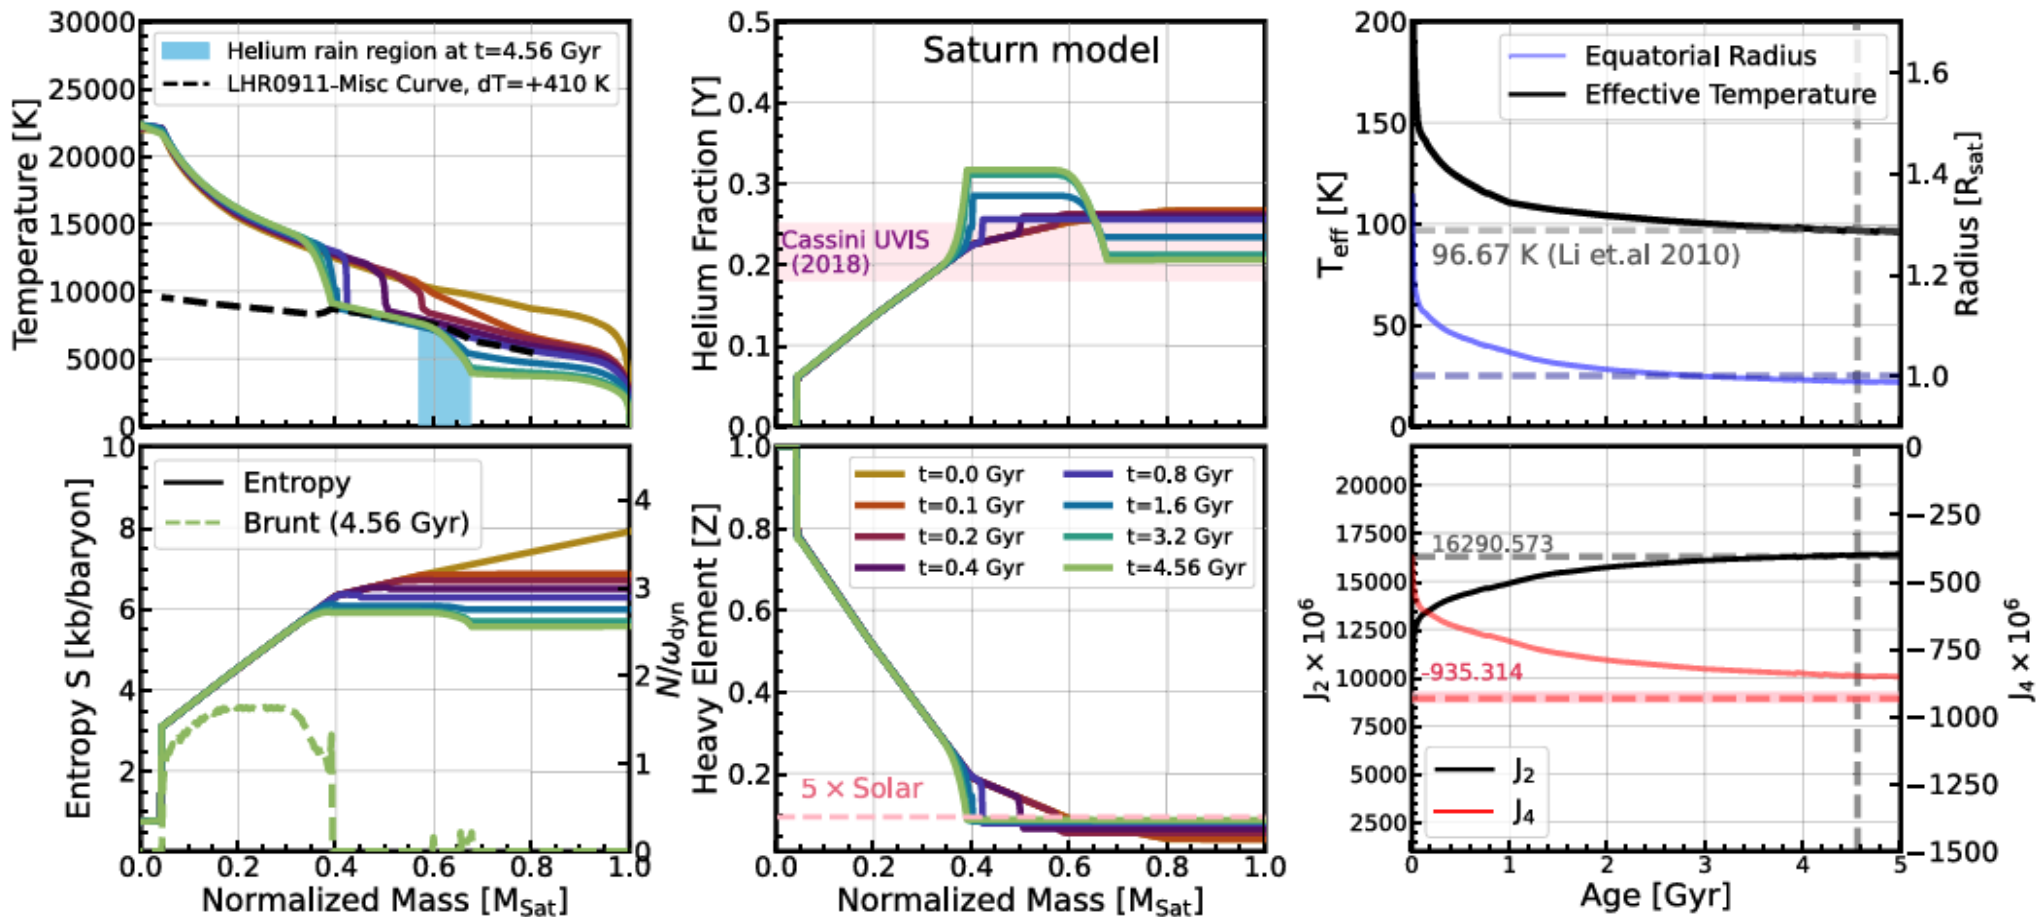 30000
25000
20000
15000
10000
5000
0
Temperature [K]
Helium rain region at t=4.56 Gyr
LHR0911-Misc Curve, dT=+410 K
0.5
0.4
0.3
0.2
0.1
0.0
Helium Fraction [Y]
Saturn model
Cassini UVIS
(2018)
200
150
100
50
0
T_eff [K]
Equatorial Radius
Effective Temperature
96.67 K (Li et.al 2010)
1.6
1.4
1.2
1.0
Radius [R_sat]
10
8
6
4
2
Entropy S [kb/baryon]
Entropy
Brunt (4.56 Gyr)
4
3
2
1
0
N/ω_dyn
0.0 0.2 0.4 0.6 0.8 1.0
Normalized Mass [M_Sat]
1.0
0.8
0.6
0.4
0.2
Heavy Element [Z]
t=0.0 Gyr
t=0.1 Gyr
t=0.2 Gyr
t=0.4 Gyr
t=0.8 Gyr
t=1.6 Gyr
t=3.2 Gyr
t=4.56 Gyr
5 × Solar
0.0 0.2 0.4 0.6 0.8 1.0
Normalized Mass [M_Sat]
20000
17500
15000
12500
10000
7500
5000
2500
J₂ × 10⁶
16290.573
-935.314
J₂
J₄
0
−250
−500
−750
−1000
−1250
−1500
J₄ × 10⁶
0 1 2 3 4 5
Age [Gyr]